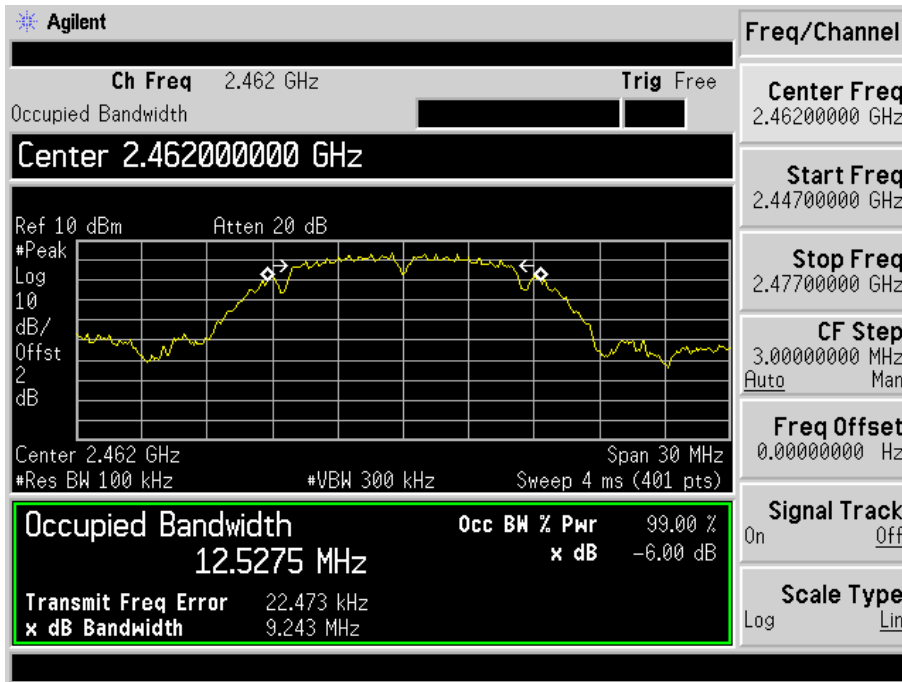 Agilent
Ch Freq 2.462 GHz Trig Free
Occupied Bandwidth
Center 2.462000000 GHz
Ref 10 dBm Atten 20 dB
#Peak
Log
10
dB/
Offst
2
dB
Center 2.462 GHz Span 30 MHz
#Res BW 100 kHz #VBW 300 kHz Sweep 4 ms (401 pts)
Occupied Bandwidth
12.5275 MHz
Occ BW % Pwr 99.00 %
x dB -6.00 dB
Transmit Freq Error 22.473 kHz
x dB Bandwidth 9.243 MHz
Freq/Channel
Center Freq
2.46200000 GHz
Start Freq
2.44700000 GHz
Stop Freq
2.47700000 GHz
CF Step
3.00000000 MHz
Auto Man
Freq Offset
0.00000000 Hz
Signal Track
On Off
Scale Type
Log Lin